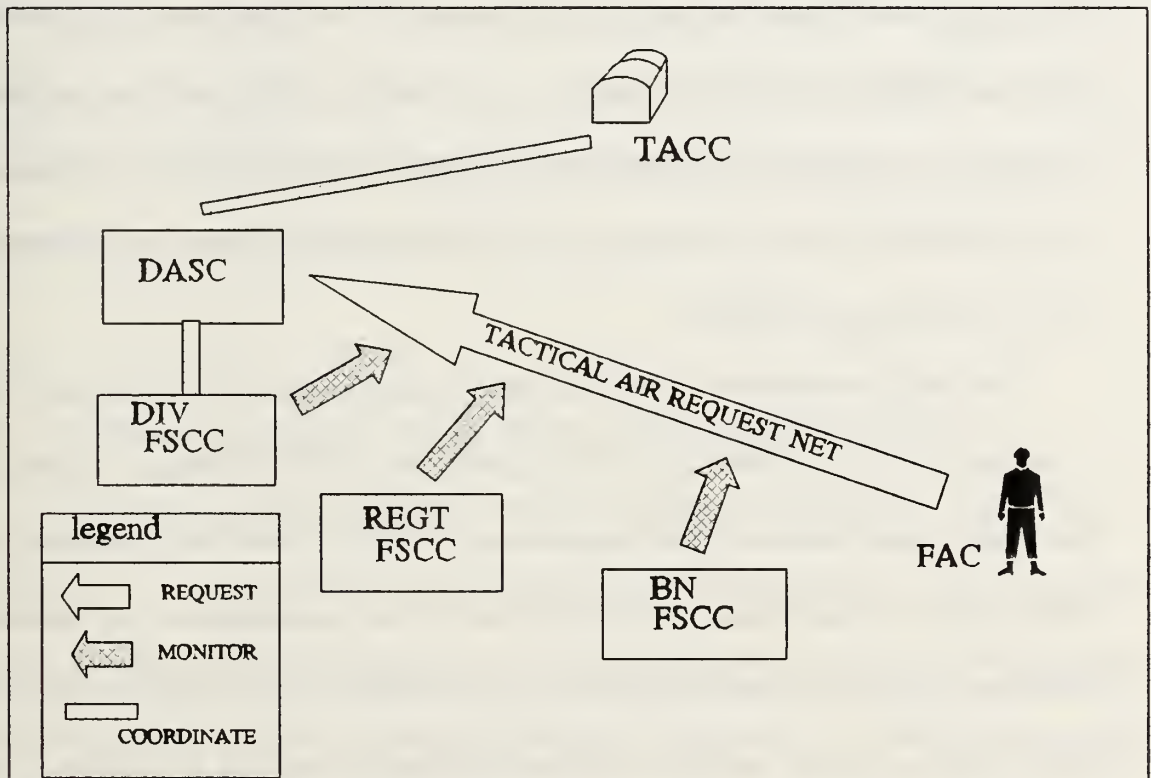 TACC
DASC
TACTICAL AIR REQUEST NET
DIV
FSCC
REGT
FSCC
FAC
BN
FSCC
legend
REQUEST
MONITOR
COORDINATE